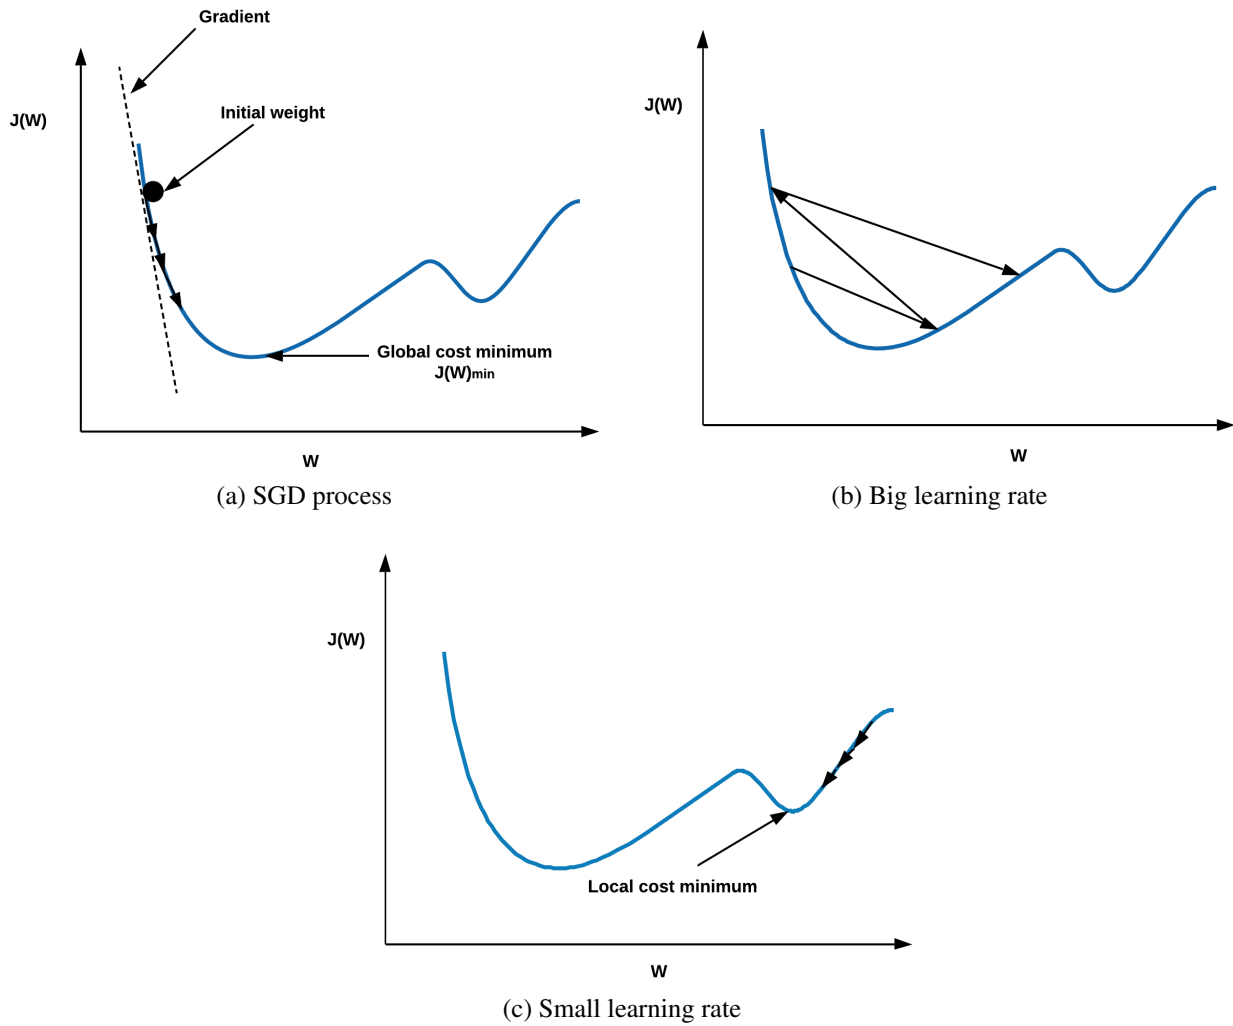 Gradient
Initial weight
J(W)
Global cost minimum
J(W)min
W
(a) SGD process
J(W)
W
(b) Big learning rate
J(W)
Local cost minimum
W
(c) Small learning rate